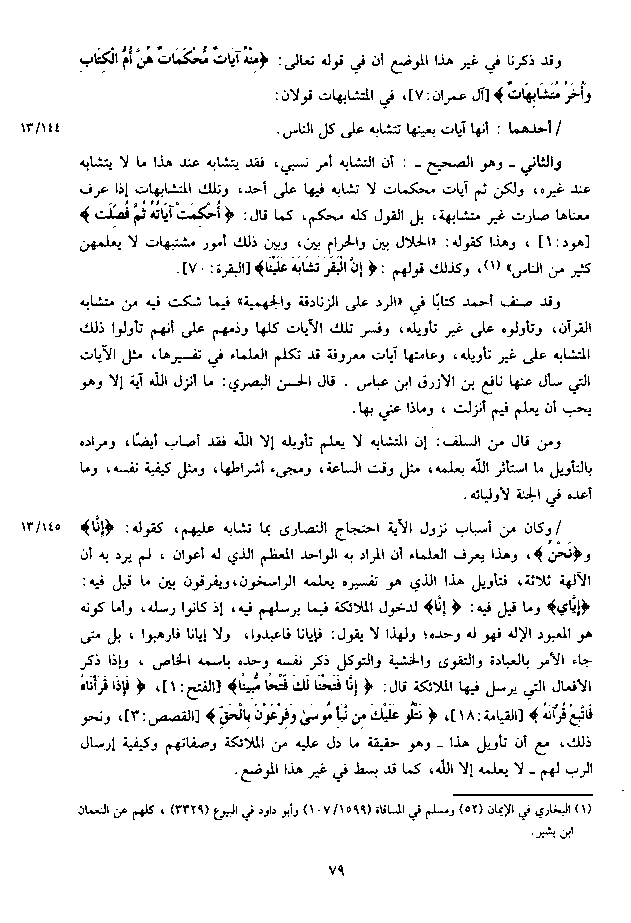 وقد ذكرنا في غير هذا الموضع أن في قوله تعالى: ﴿مِنْهُ آيَاتٌ مُّحْكَمَاتٌ هُنَّ أُمُّ الْكِتَابِ
وَأُخَرُ مُتَشَابِهَاتٌ﴾ [آل عمران:٧]، في المتشابهات قولان:
١٣/١٤٤ / أحدهما : أنها آيات بعينها تتشابه على كل الناس.
والثاني ـ وهو الصحيح ـ : أن التشابه أمر نسبي، فقد يتشابه عند هذا ما لا يتشابه
عند غيره، ولكن ثم آيات محكمات لا تشابه فيها على أحد، وتلك المتشابهات إذا عرف
معناها صارت غير متشابهة، بل القول كله محكم، كما قال: ﴿ أُحْكِمَتْ آيَاتُهُ ثُمَّ فُصِّلَتْ ﴾
[هود:١] ، وهذا كقوله: «الحلال بين والحرام بين، وبين ذلك أمور مشتبهات لا يعلمهن
كثير من الناس» (١)، وكذلك قولهم :﴿ إِنَّ الْبَقَرَ تَشَابَهَ عَلَيْنَا﴾ [البقرة:٧٠].
وقد صنف أحمد كتابًا في «الرد على الزنادقة والجهمية» فيما شكت فيه من متشابه
القرآن، وتأولوه على غير تأويله، وفسر تلك الآيات كلها وذمهم على أنهم تأولوا ذلك
المتشابه على غير تأويله، وعامتها آيات معروفة قد تكلم العلماء في تفسيرها، مثل الآيات
التي سأل عنها نافع بن الأزرق ابن عباس . قال الحسن البصري: ما أنزل الله آية إلا وهو
يحب أن يعلم فيم أنزلت ، وماذا عني بها.
ومن قال من السلف: إن المتشابه لا يعلم تأويله إلا الله فقد أصاب أيضًا، ومراده
بالتأويل ما استأثر الله بعلمه، مثل وقت الساعة، ومجيء أشراطها، ومثل كيفية نفسه، وما
أعده في الجنة لأوليائه.
١٣/١٤٥ / وكان من أسباب نزول الآية احتجاج النصارى بما تشابه عليهم، كقوله: ﴿إِنَّا﴾
و﴿نَحْنُ ﴾، وهذا يعرف العلماء أن المراد به الواحد المعظم الذي له أعوان ، لم يرد به أن
الآلهة ثلاثة، فتأويل هذا الذي هو تفسيره يعلمه الراسخون، ويفرقون بين ما قيل فيه:
﴿إِيَّايَ﴾ وما قيل فيه: ﴿ إِنَّا﴾ لدخول الملائكة فيما يرسلهم فيه، إذ كانوا رسله، وأما كونه
هو المعبود الإله فهو له وحده؛ ولهذا لا يقول: فإيانا فاعبدوا، ولا إيانا فارهبوا ، بل متى
جاء الأمر بالعبادة والتقوى والخشية والتوكل ذكر نفسه وحده باسمه الخاص ، وإذا ذكر
الأفعال التي يرسل فيها الملائكة قال: ﴿ إِنَّا فَتَحْنَا لَكَ فَتْحًا مُّبِينًا﴾ [الفتح:١]، ﴿ فَإِذَا قَرَأْنَاهُ
فَاتَّبِعْ قُرْآنَهُ ﴾ [القيامة:١٨]، ﴿ نَتْلُو عَلَيْكَ مِن نَّبَأِ مُوسَىٰ وَفِرْعَوْنَ بِالْحَقِّ ﴾ [القصص:٣]، ونحو
ذلك، مع أن تأويل هذا ـ وهو حقيقة ما دل عليه من الملائكة وصفاتهم وكيفية إرسال
الرب لهم ـ لا يعلمه إلا الله، كما قد بسط في غير هذا الموضع.
(١) البخاري في الإيمان (٥٢) ومسلم في المساقاة (١٠٧/١٥٩٩) وأبو داود في البيوع (٣٣٢٩) ، كلهم عن النعمان
ابن بشير.
٧٩